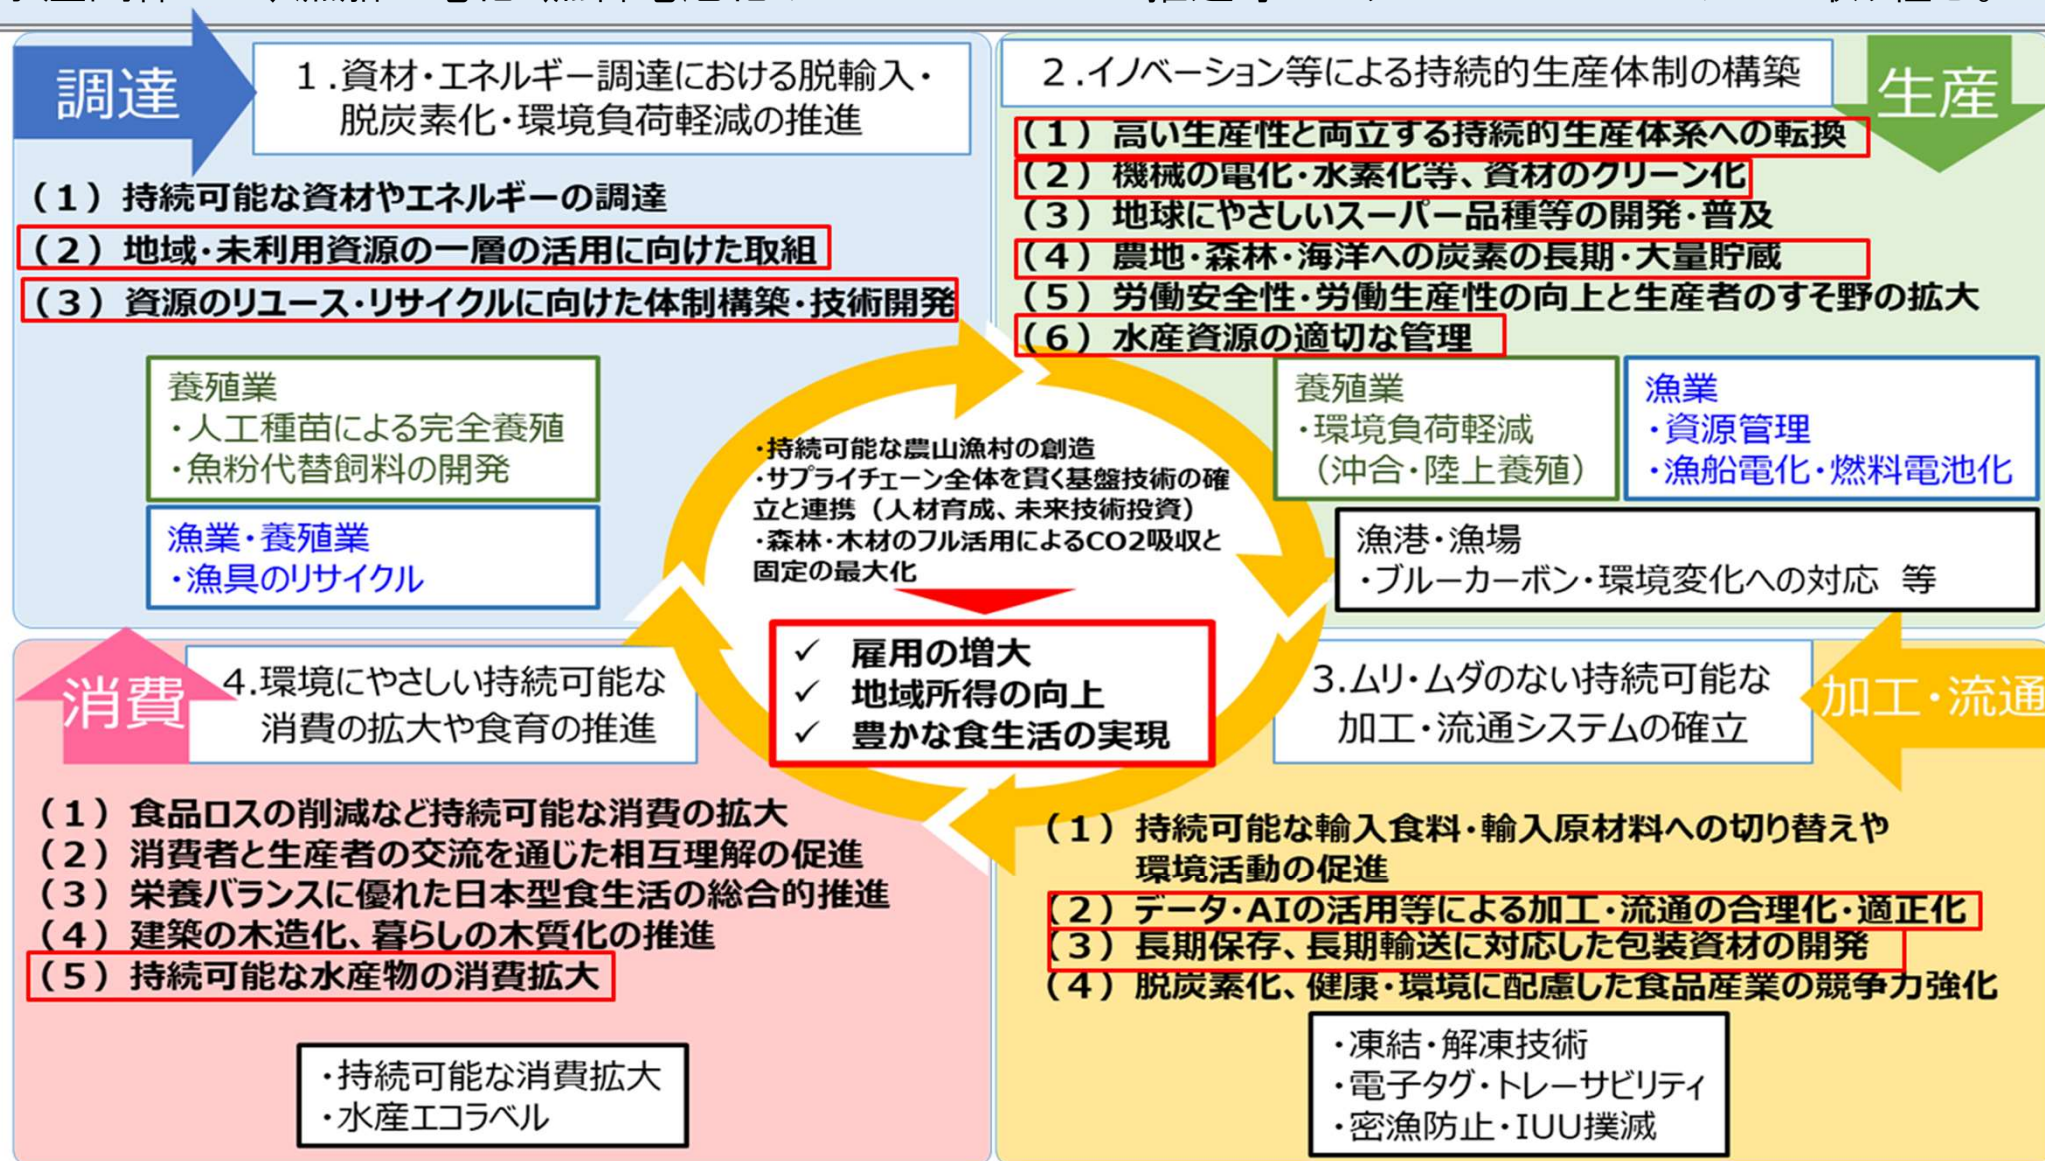 調達
1.資材・エネルギー調達における脱輸入・
脱炭素化・環境負荷軽減の推進
(1)持続可能な資材やエネルギーの調達
(2)地域・未利用資源の一層の活用に向けた取組
(3)資源のリユース・リサイクルに向けた体制構築・技術開発
養殖業
・人工種苗による完全養殖
・魚粉代替飼料の開発
漁業・養殖業
・漁具のリサイクル
2.イノベーション等による持続的生産体制の構築
生産
(1)高い生産性と両立する持続的生産体系への転換
(2)機械の電化・水素化等、資材のクリーン化
(3)地球にやさしいスーパー品種等の開発・普及
(4)農地・森林・海洋への炭素の長期・大量貯蔵
(5)労働安全性・労働生産性の向上と生産者のすそ野の拡大
(6)水産資源の適切な管理
養殖業
・環境負荷軽減
(沖合・陸上養殖)
漁業
・資源管理
・漁船電化・燃料電池化
漁港・漁場
・ブルーカーボン・環境変化への対応 等
・持続可能な農山漁村の創造
・サプライチェーン全体を貫く基盤技術の確
立と連携(人材育成、未来技術投資)
・森林・木材のフル活用によるCO2吸収と
固定の最大化
✓ 雇用の増大
✓ 地域所得の向上
✓ 豊かな食生活の実現
消費
4.環境にやさしい持続可能な
消費の拡大や食育の推進
(1)食品ロスの削減など持続可能な消費の拡大
(2)消費者と生産者の交流を通じた相互理解の促進
(3)栄養バランスに優れた日本型食生活の総合的推進
(4)建築の木造化、暮らしの木質化の推進
(5)持続可能な水産物の消費拡大
・持続可能な消費拡大
・水産エコラベル
3.ムリ・ムダのない持続可能な
加工・流通システムの確立
加工・流通
(1)持続可能な輸入食料・輸入原材料への切り替えや
環境活動の促進
(2)データ・AIの活用等による加工・流通の合理化・適正化
(3)長期保存、長期輸送に対応した包装資材の開発
(4)脱炭素化、健康・環境に配慮した食品産業の競争力強化
・凍結・解凍技術
・電子タグ・トレーサビリティ
・密漁防止・IUU撲滅